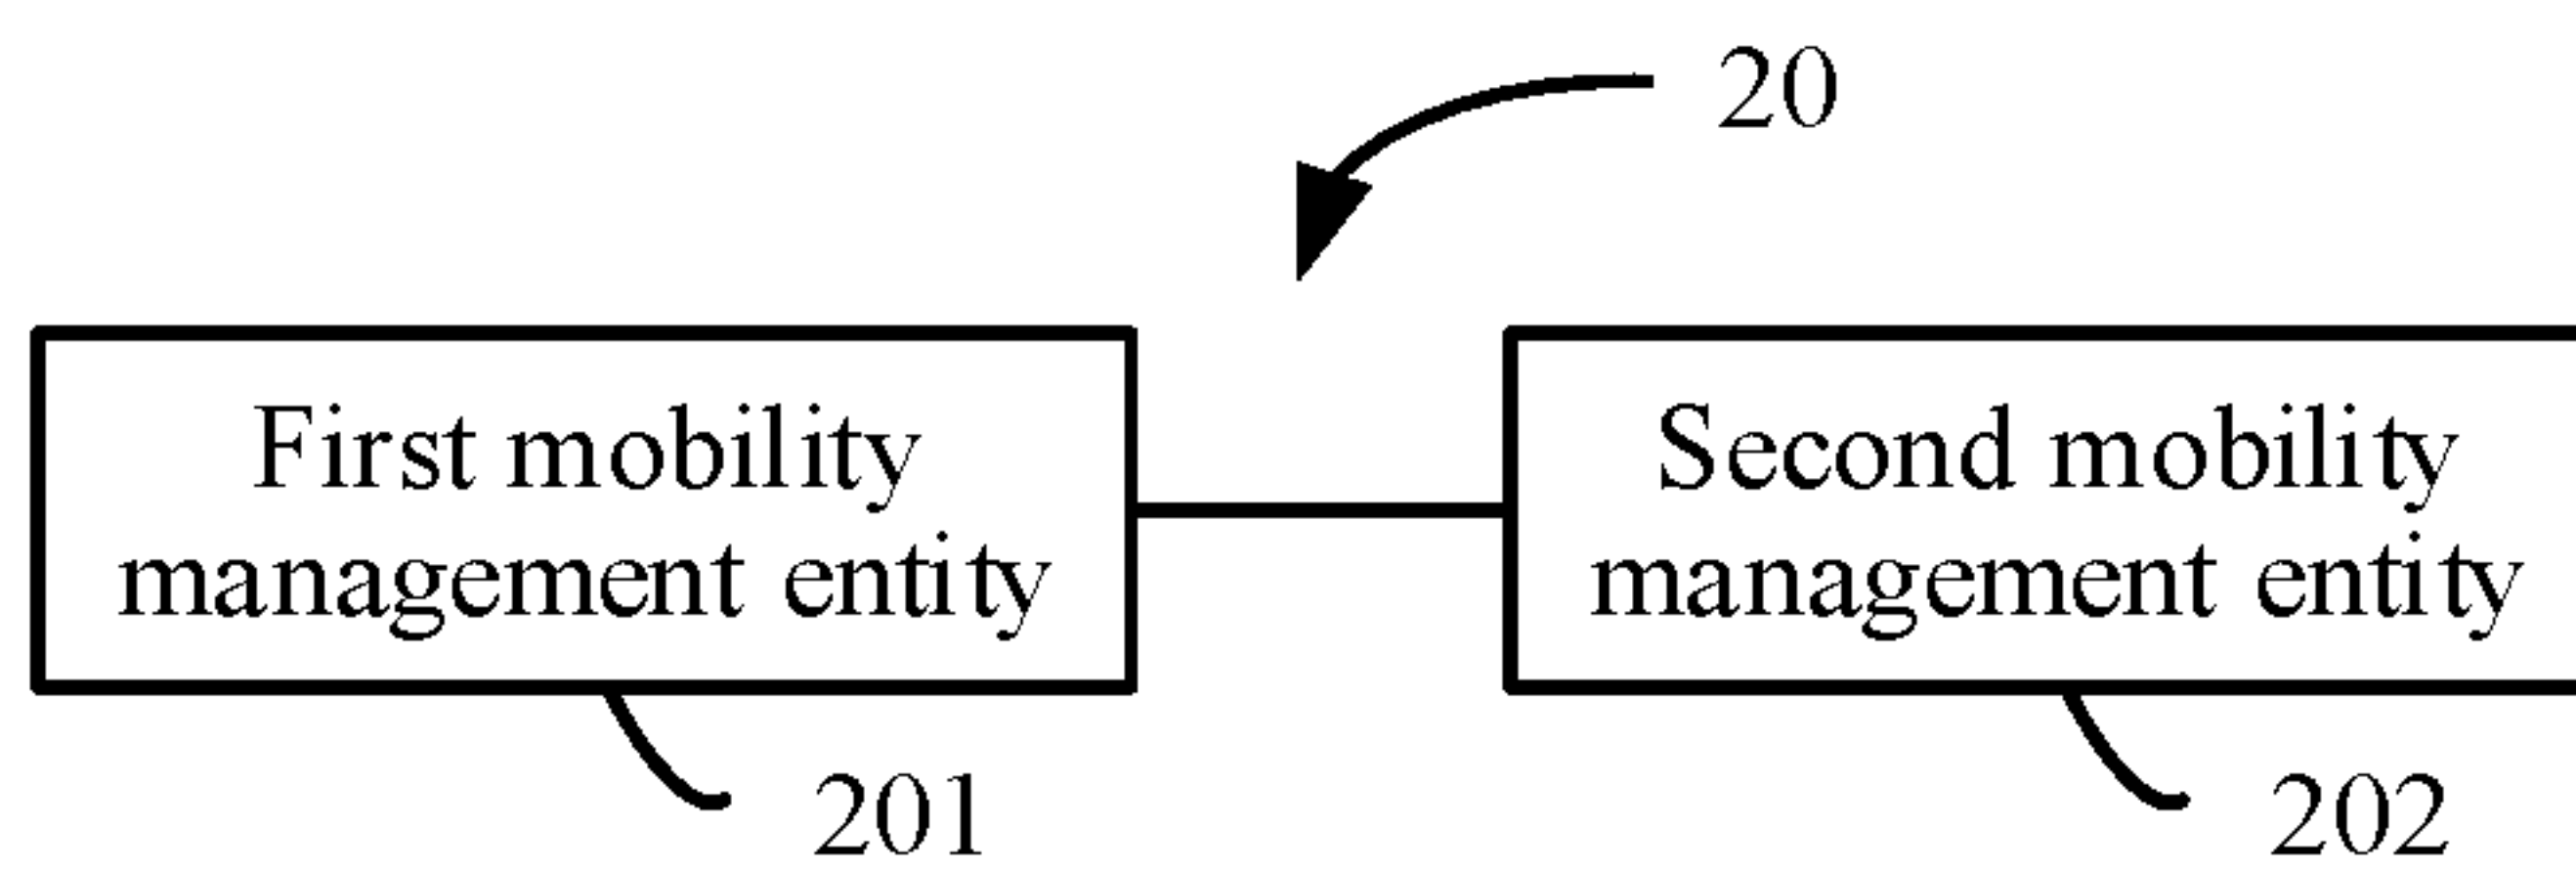 20
First mobility
management entity
Second mobility
management entity
201
202